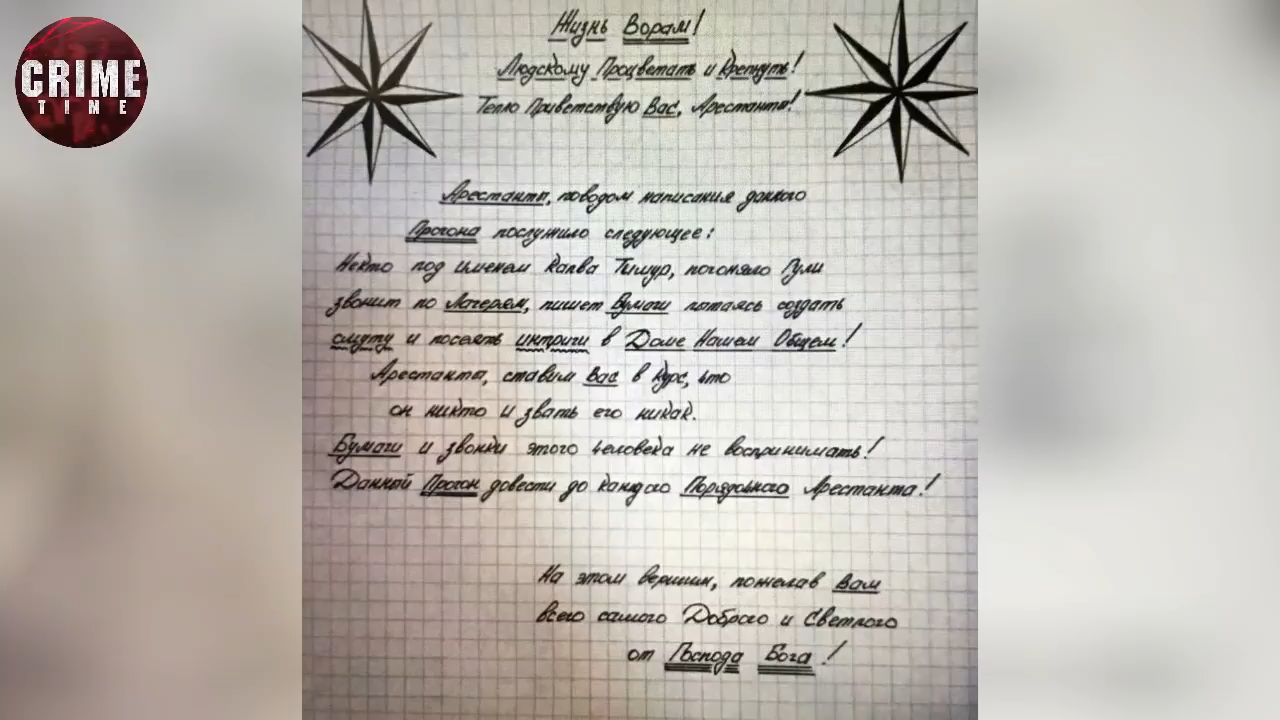 CRIME
TIME
Жизнь Ворам!
Людскому Процветать и Крепнуть!
Тепло Приветствую Вас, Арестанты!
Арестанты, поводом написания данного
Прогона послужило следующее:
Некто под именем Капва Тимур, погоняло Гули
звонит по Лагерям, пишет Бумаги пытаясь создать
смуту и посеять интриги в Доме Нашем Общем!
Арестанты, ставим Вас в курс, что
он никто и звать его никак.
Бумаги и звонки этого человека не воспринимать!
Данный Прогон довести до каждого Порядочного Арестанта!
На этом вершим, пожелав Вам
всего самого Доброго и Светлого
от Господа Бога!